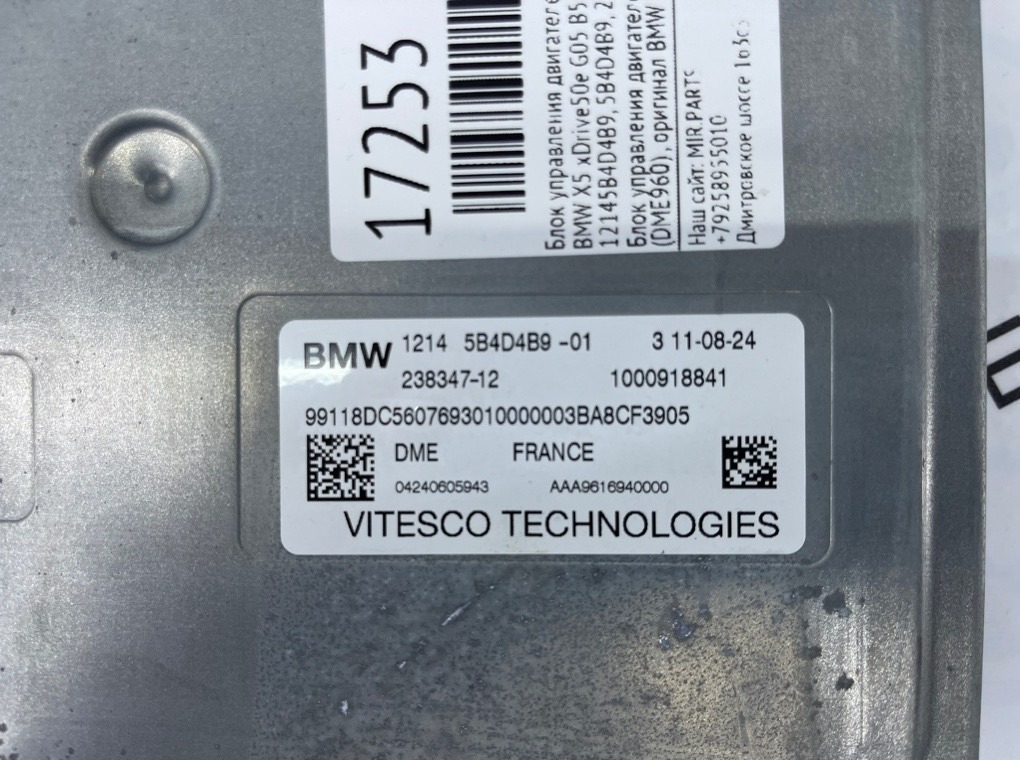 17253
Блок управления двигателе
BMW X5 xDrive50e G05 B5
12145B4D4B9, 5B4D4B9, 2
Блок управления двигател
(DME960), оригинал BMW
Наш сайт: MIR.PARTS
+79258955010
Дмитровское шоссе
BMW 1214 5B4D4B9 -01 3 11-08-24
238347-12 1000918841
99118DC5607693010000003BA8CF3905
DME FRANCE
04240605943 AAA9616940000
VITESCO TECHNOLOGIES